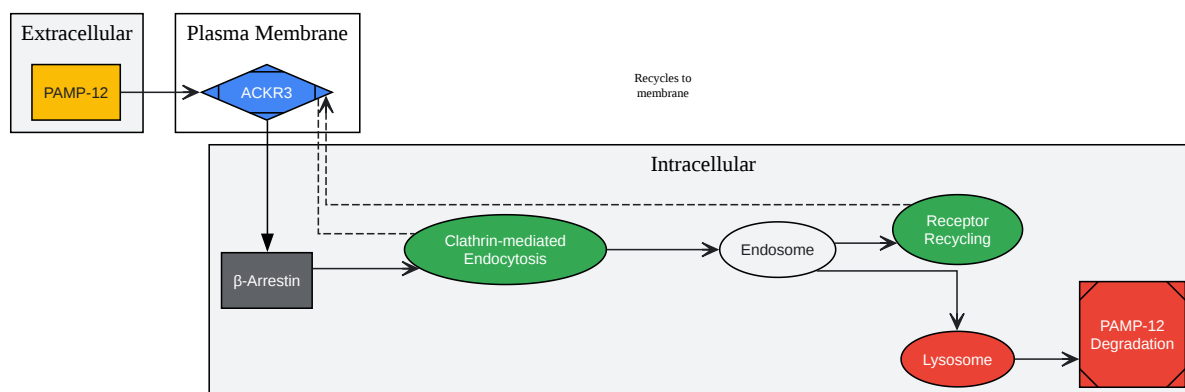 Extracellular
Plasma Membrane
PAMP-12
ACKR3
Recycles to
membrane
Intracellular
Receptor
Recycling
Clathrin-mediated
Endocytosis
Endosome
β-Arrestin
PAMP-12
Degradation
Lysosome